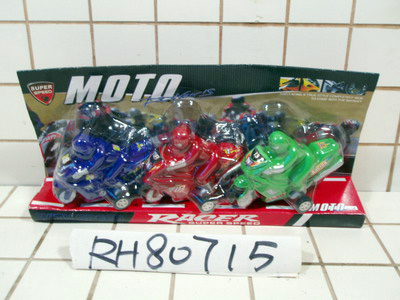 SUPER
SPEED
MOTO
RACER
SUPER SPEED
MOTO
RH80715